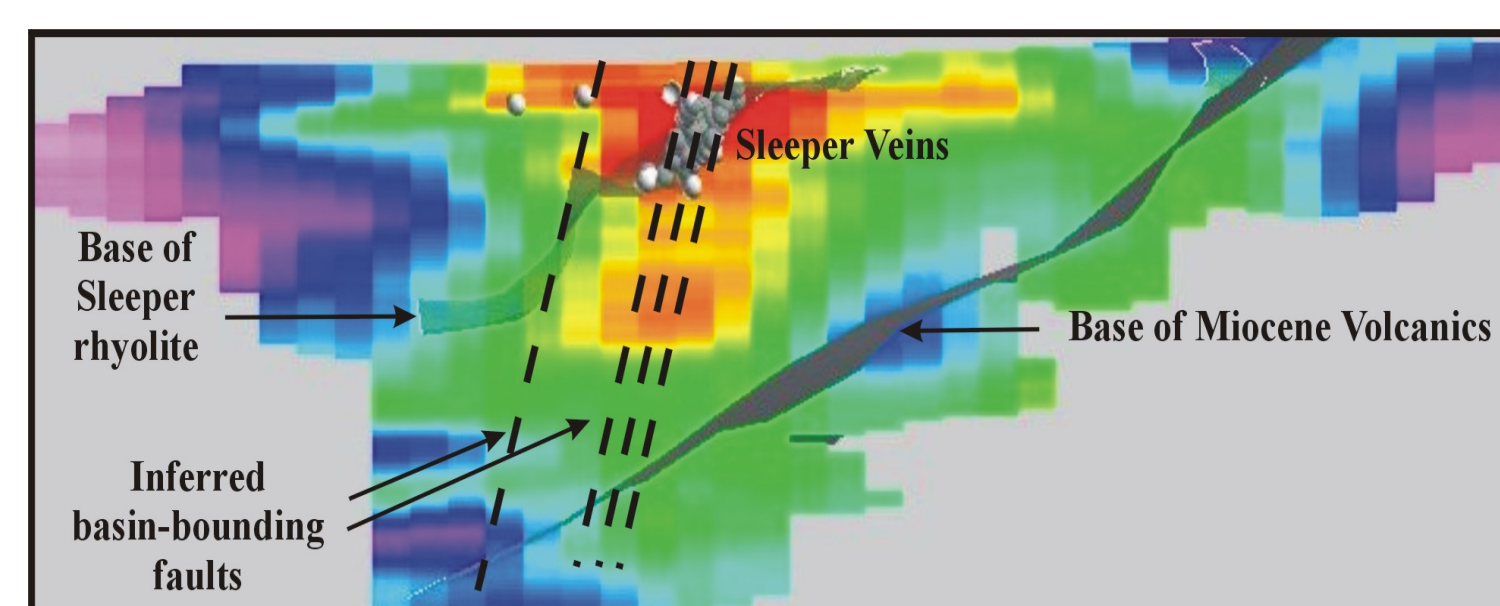 Sleeper Veins
Base of
Sleeper
rhyolite
Base of Miocene Volcanics
Inferred
basin-bounding
faults